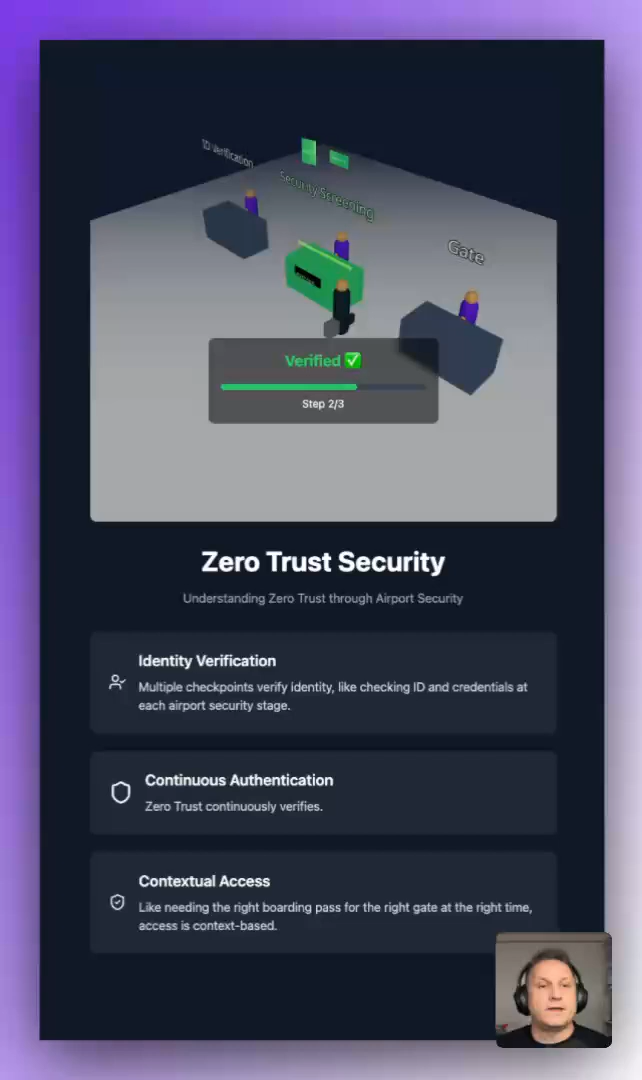 ID Verification
Security Screening
Gate
Verified ✅
Step 2/3
Zero Trust Security
Understanding Zero Trust through Airport Security
Identity Verification
Multiple checkpoints verify identity, like checking ID and credentials at
each airport security stage.
Continuous Authentication
Zero Trust continuously verifies.
Contextual Access
Like needing the right boarding pass for the right gate at the right time,
access is context-based.